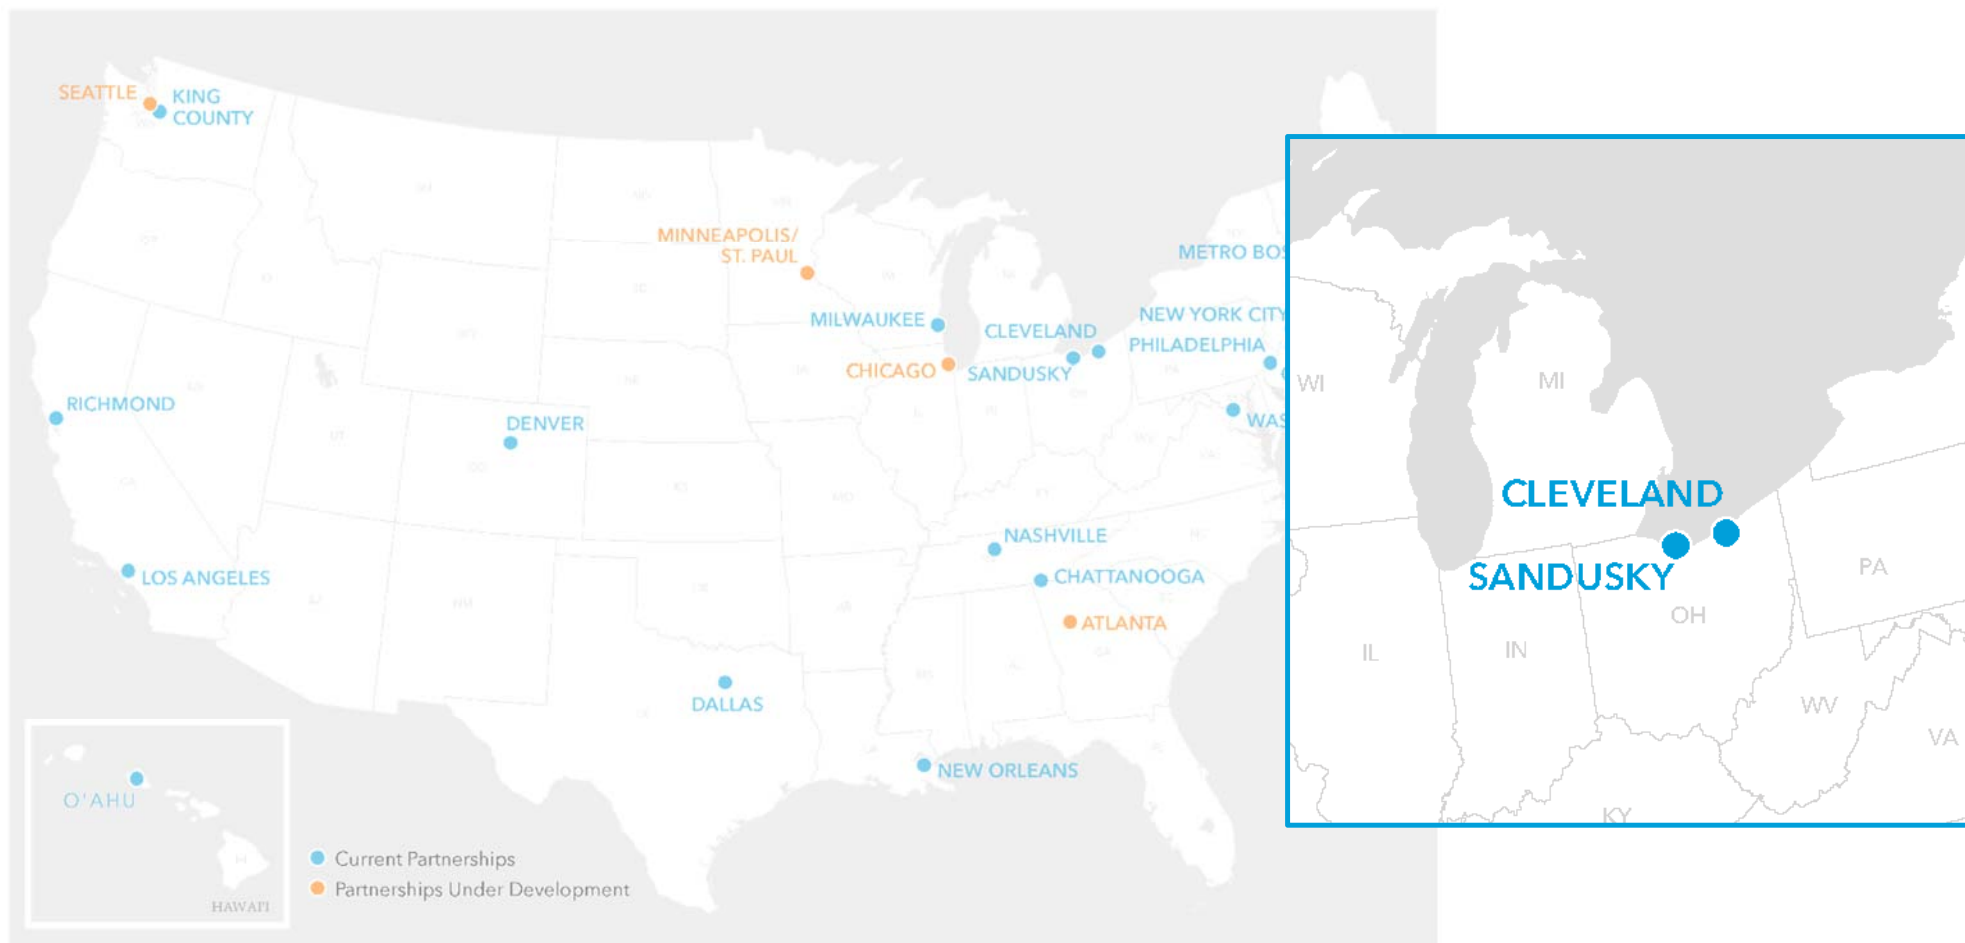 SEATTLE
KING
COUNTY
MINNEAPOLIS/
ST. PAUL
METRO BOS
MILWAUKEE
CLEVELAND
NEW YORK CITY
PHILADELPHIA
CHICAGO
SANDUSKY
RICHMOND
DENVER
WAS
NASHVILLE
LOS ANGELES
CHATTANOOGA
ATLANTA
DALLAS
NEW ORLEANS
O'AHU
HAWAI'I
Current Partnerships
Partnerships Under Development
WI
MI
CLEVELAND
SANDUSKY
PA
OH
IL
IN
WV
VA
KY